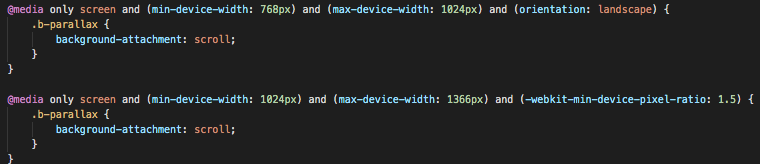 @media only screen and (min-device-width: 768px) and (max-device-width: 1024px) and (orientation: landscape) {
    .b-parallax {
        background-attachment: scroll;
    }
}

@media only screen and (min-device-width: 1024px) and (max-device-width: 1366px) and (-webkit-min-device-pixel-ratio: 1.5) {
    .b-parallax {
        background-attachment: scroll;
    }
}